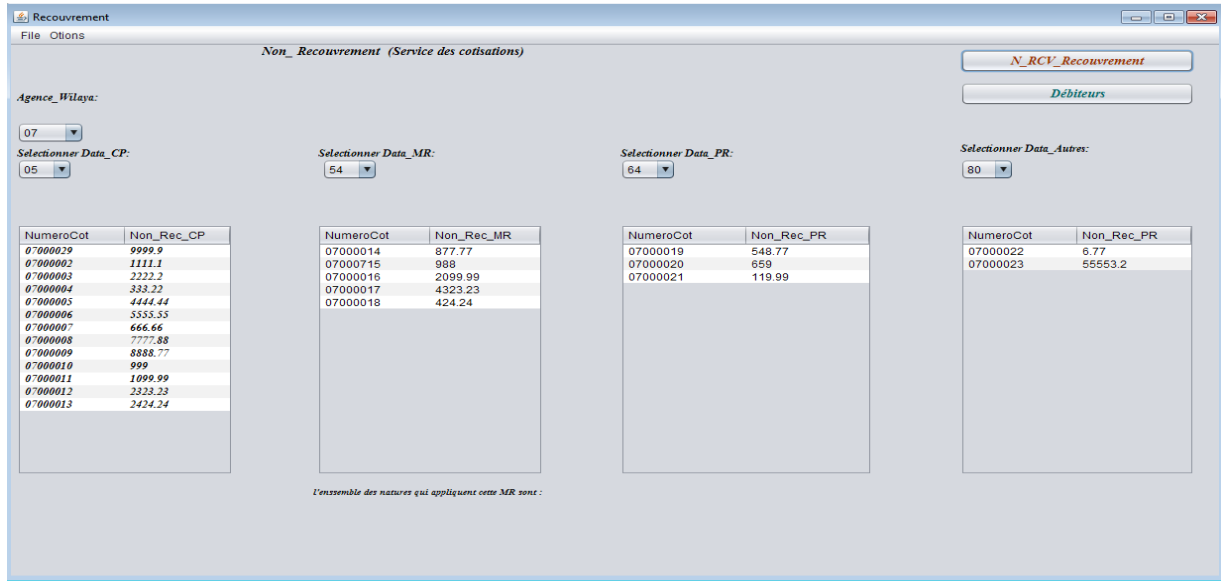 Recouvrement
File Otions
Non_ Recouvrement (Service des cotisations)
N_RCV_Recouvrement
Débiteurs
Agence_Wilaya:
07
Selectionner Data_CP:
05
Selectionner Data_MR:
54
Selectionner Data_PR:
64
Selectionner Data_Autres:
80
NumeroCot Non_Rec_CP
07000029 9999.9
07000002 1111.1
07000003 2222.2
07000004 333.22
07000005 4444.44
07000006 5555.55
07000007 666.66
07000008 7777.88
07000009 8888.77
07000010 999
07000011 1099.99
07000012 2323.23
07000013 2424.24
NumeroCot Non_Rec_MR
07000014 877.77
07000715 988
07000016 2099.99
07000017 4323.23
07000018 424.24
NumeroCot Non_Rec_PR
07000019 548.77
07000020 659
07000021 119.99
NumeroCot Non_Rec_PR
07000022 6.77
07000023 55553.2
l'enssemble des natures qui appliquent cette MR sont :